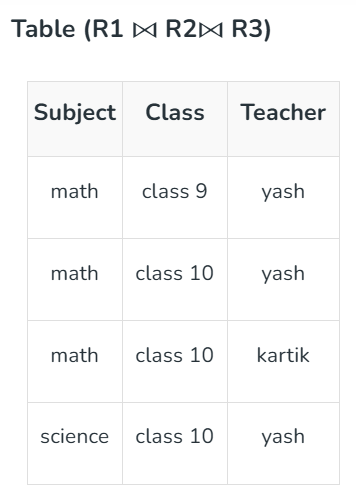 Table (R1 ⋈ R2⋈ R3)
Subject Class Teacher
math class 9 yash
math class 10 yash
math class 10 kartik
science class 10 yash